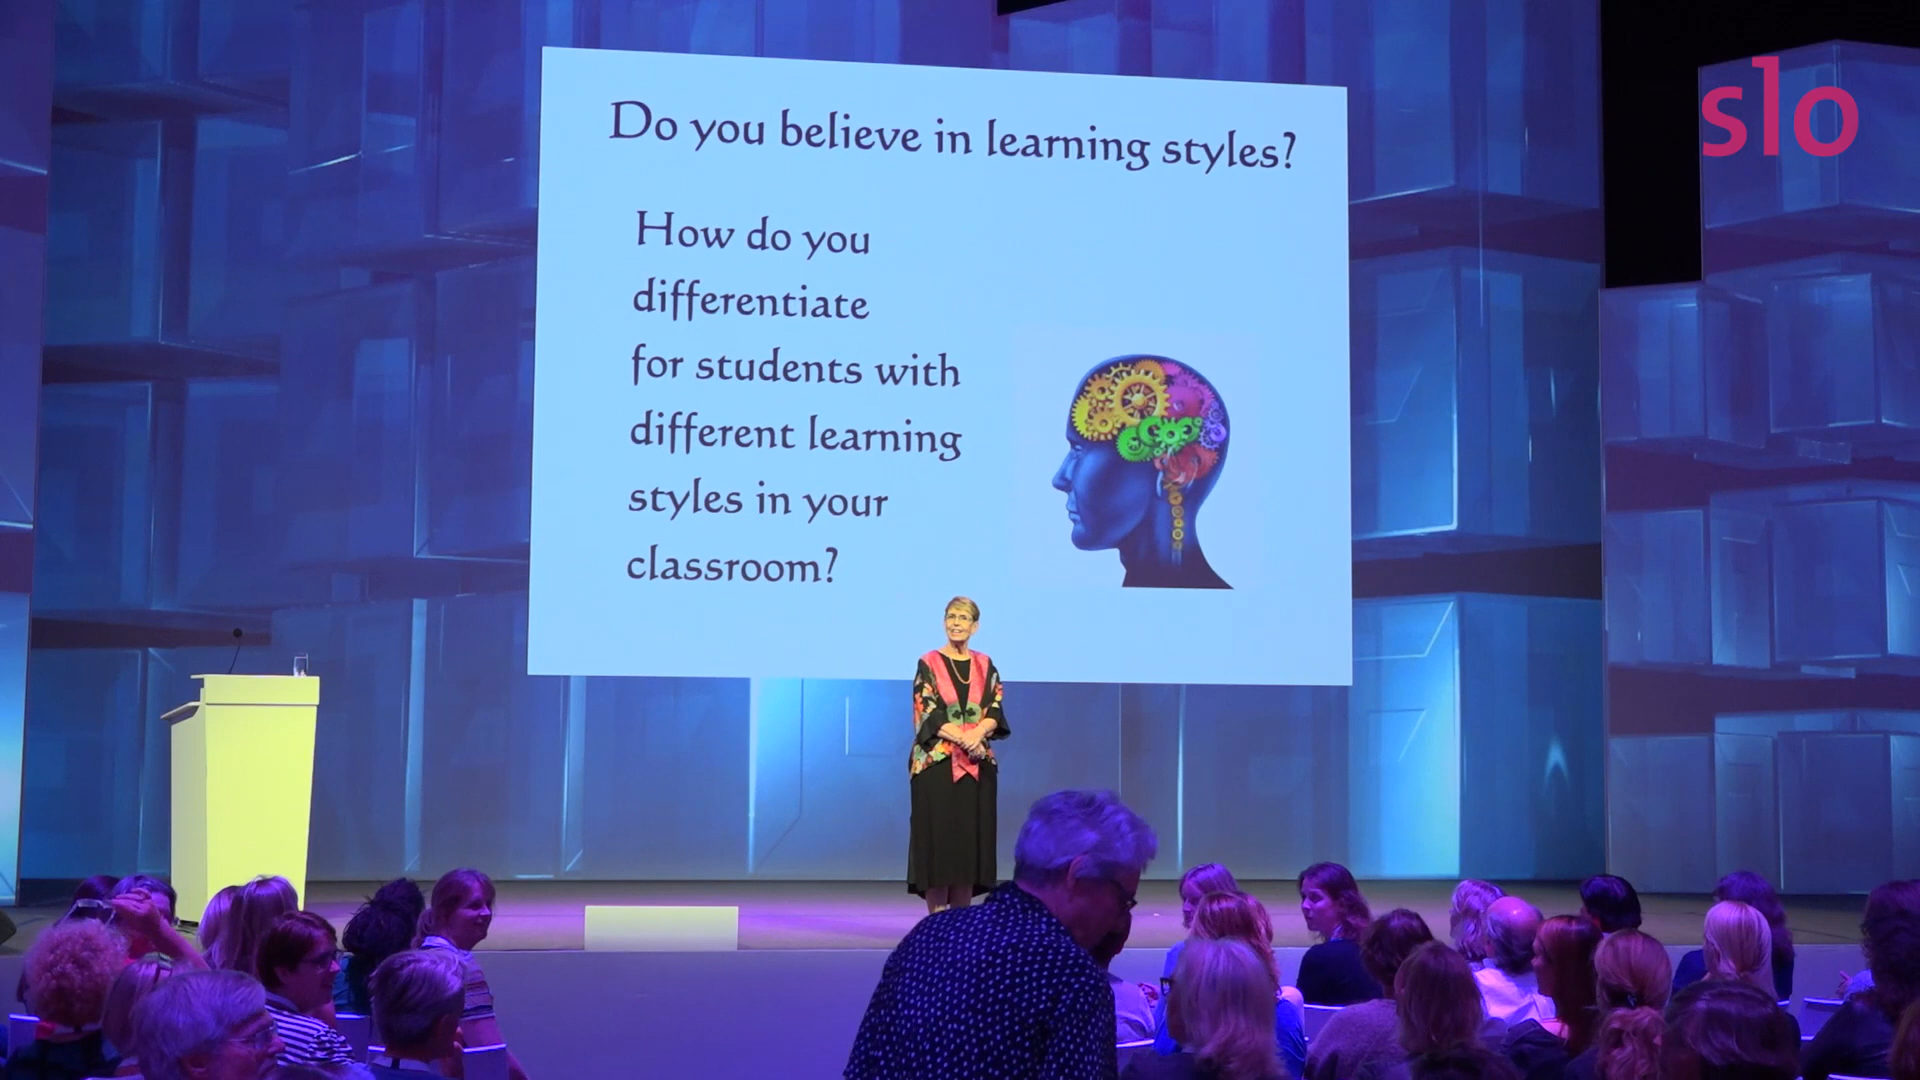 slo
Do you believe in learning styles?
How do you
differentiate
for students with
different learning
styles in your
classroom?